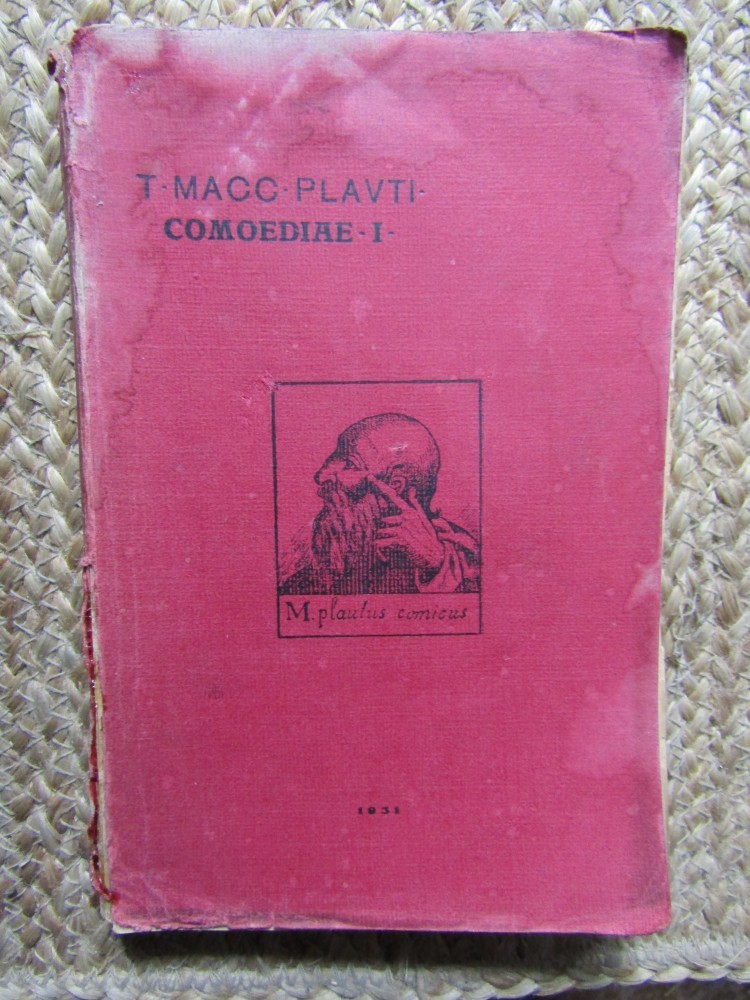 T·MACC·PLAVTI·
COMOEDIAE·I·
M. plautus comicus
1931